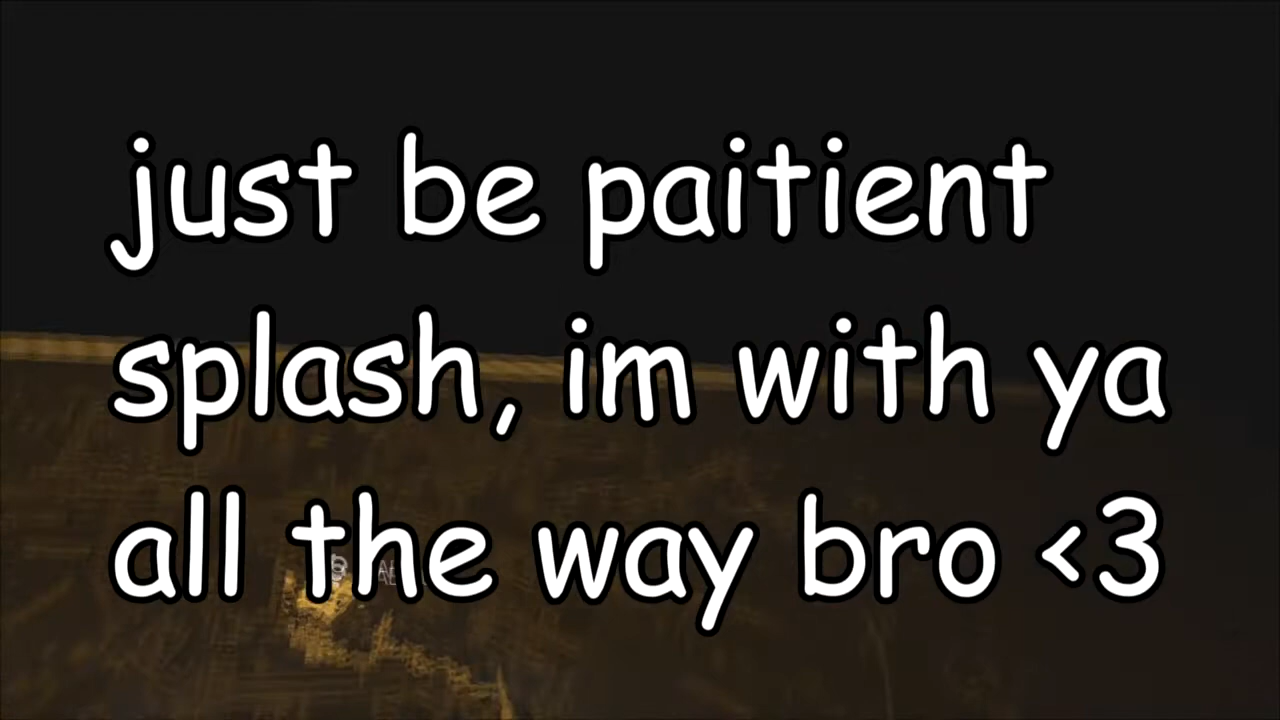 just be paitient
splash, im with ya
all the way bro <3